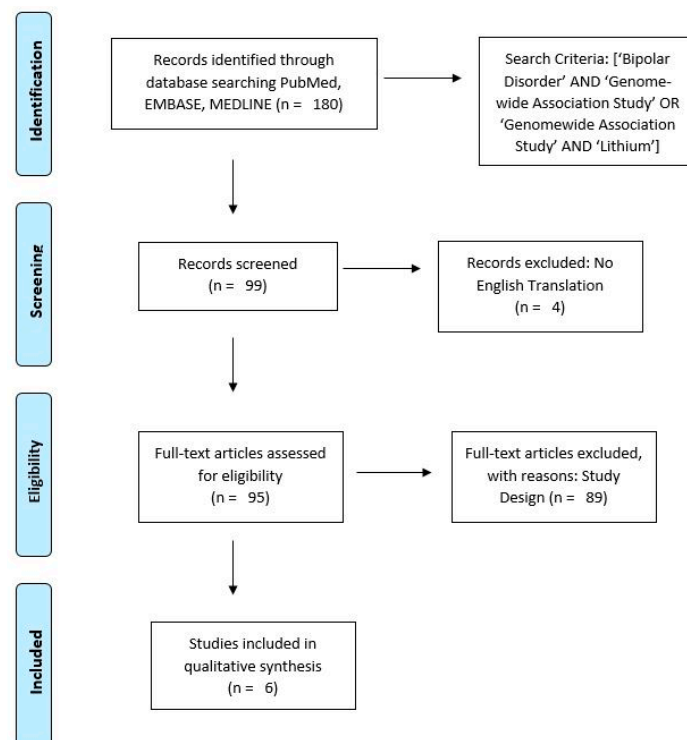 Identification
Records identified through
database searching PubMed,
EMBASE, MEDLINE (n = 180)
Search Criteria: [‘Bipolar
Disorder’ AND ‘Genome-
wide Association Study’ OR
‘Genomewide Association
Study’ AND ‘Lithium’]
Screening
Records screened
(n = 99)
Records excluded: No
English Translation
(n = 4)
Eligibility
Full-text articles assessed
for eligibility
(n = 95)
Full-text articles excluded,
with reasons: Study
Design (n = 89)
Included
Studies included in
qualitative synthesis
(n = 6)